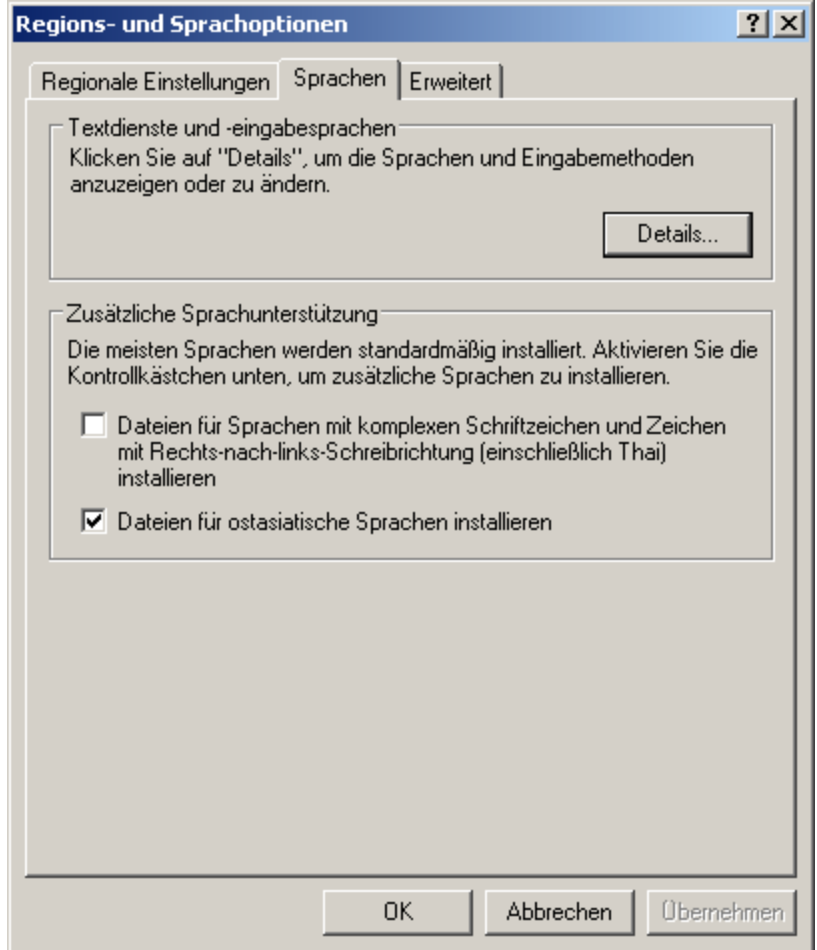 Regions- und Sprachoptionen
Regionale Einstellungen Sprachen Erweitert
Textdienste und -eingabesprachen
Klicken Sie auf "Details", um die Sprachen und Eingabemethoden
anzuzeigen oder zu ändern.
Details...
Zusätzliche Sprachunterstützung
Die meisten Sprachen werden standardmäßig installiert. Aktivieren Sie die
Kontrollkästchen unten, um zusätzliche Sprachen zu installieren.
Dateien für Sprachen mit komplexen Schriftzeichen und Zeichen
mit Rechts-nach-links-Schreibrichtung (einschließlich Thai)
installieren
Dateien für ostasiatische Sprachen installieren
OK Abbrechen Übernehmen